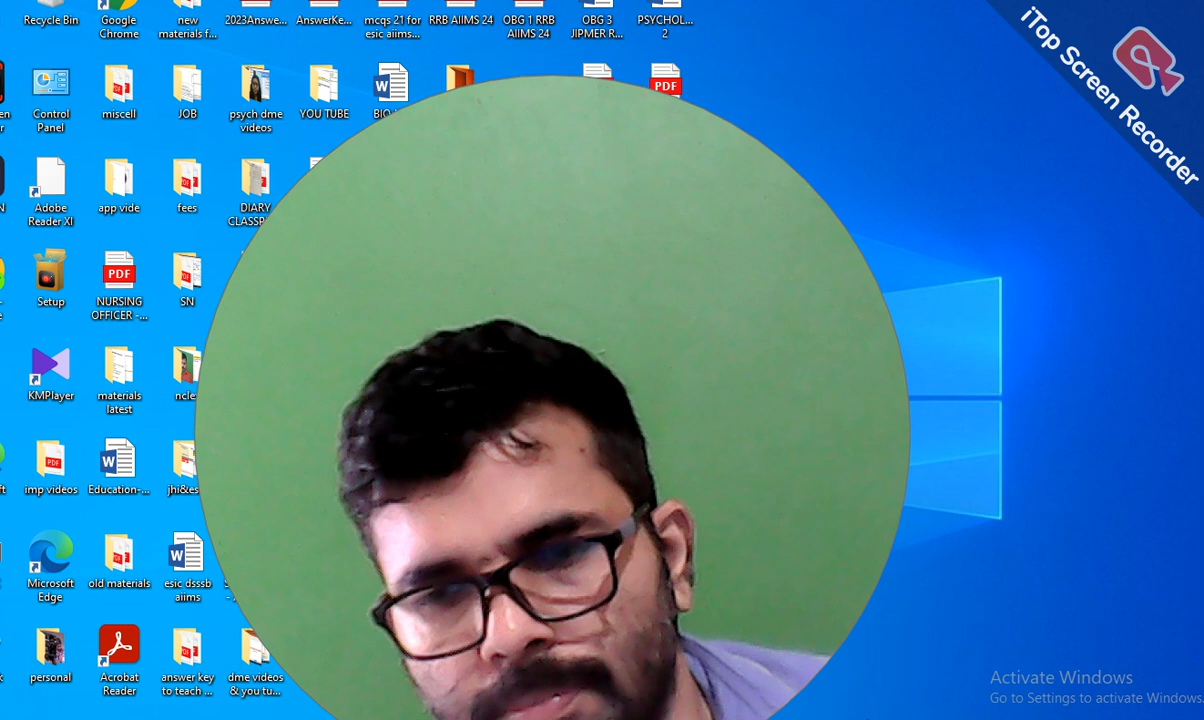 Recycle Bin
Google
Chrome
new
materials f...
2023Answe...
AnswerKe...
mcqs 21 for
esic aiims...
RRB AIIMS 24
OBG 1 RRB
AIIMS 24
OBG 3
JIPMER R...
PSYCHOL...
2
iTop Screen Recorder
Control
Panel
miscell
JOB
psych dme
videos
YOU TUBE
PDF
Adobe
Reader XI
app vide
fees
DIARY
Setup
PDF
NURSING
OFFICER -...
SN
KMPlayer
materials
latest
imp videos
Education-...
Microsoft
Edge
old materials
esic dsssb
aiims
personal
Acrobat
Reader
answer key
to teach ...
dme videos
& you tu...
Activate Windows
Go to Settings to activate Windows.